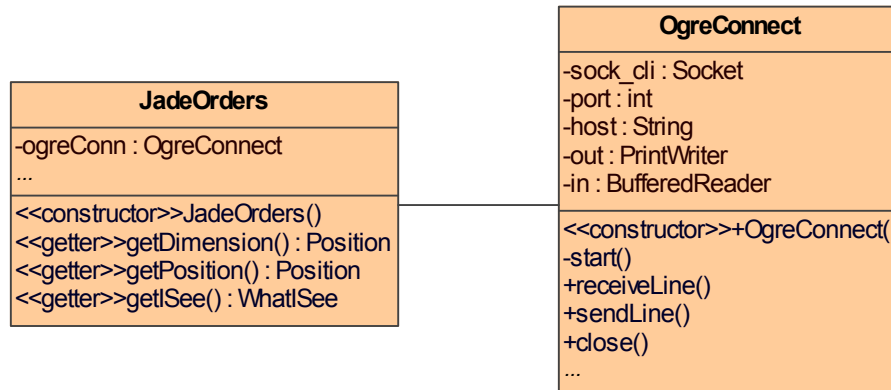 JadeOrders
-ogreConn : OgreConnect
...
<<constructor>>JadeOrders()
<<getter>>getDimension() : Position
<<getter>>getPosition() : Position
<<getter>>getISee() : WhatISee
OgreConnect
-sock_cli : Socket
-port : int
-host : String
-out : PrintWriter
-in : BufferedReader
<<constructor>>+OgreConnect(
-start()
+receiveLine()
+sendLine()
+close()
...